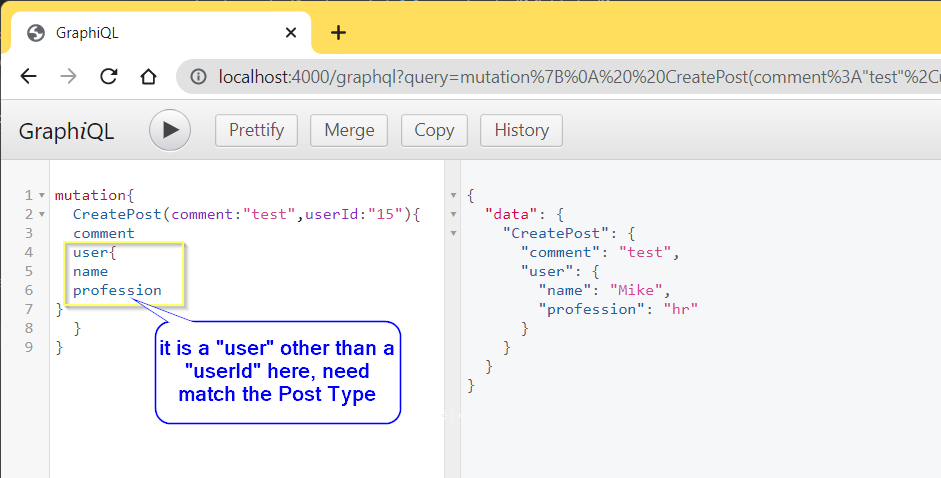 GraphiQL
localhost:4000/graphql?query=mutation%7B%0A%20%20CreatePost(comment%3A"test"%2Cu
GraphiQL
Prettify
Merge
Copy
History
1 mutation{
2 CreatePost(comment:"test",userId:"15"){
3 comment
4 user{
5 name
6 profession
7 }
8 }
9 }
it is a "user" other than a
"userId" here, need
match the Post Type
{
"data": {
"CreatePost": {
"comment": "test",
"user": {
"name": "Mike",
"profession": "hr"
}
}
}
}